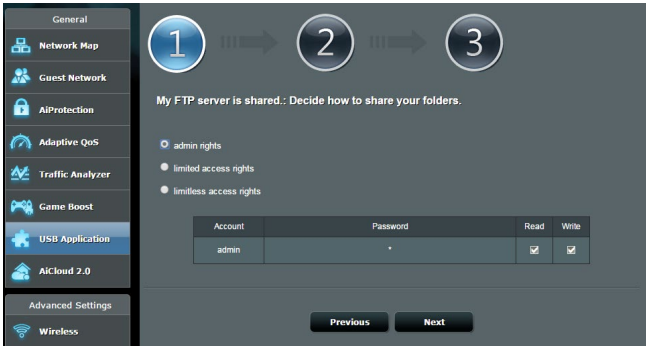 General
Network Map
Guest Network
AiProtection
Adaptive QoS
Traffic Analyzer
Game Boost
USB Application
AiCloud 2.0
Advanced Settings
Wireless
1
2
3
My FTP server is shared.: Decide how to share your folders.
admin rights
limited access rights
limitless access rights
Account Password Read Write
admin *
Previous Next